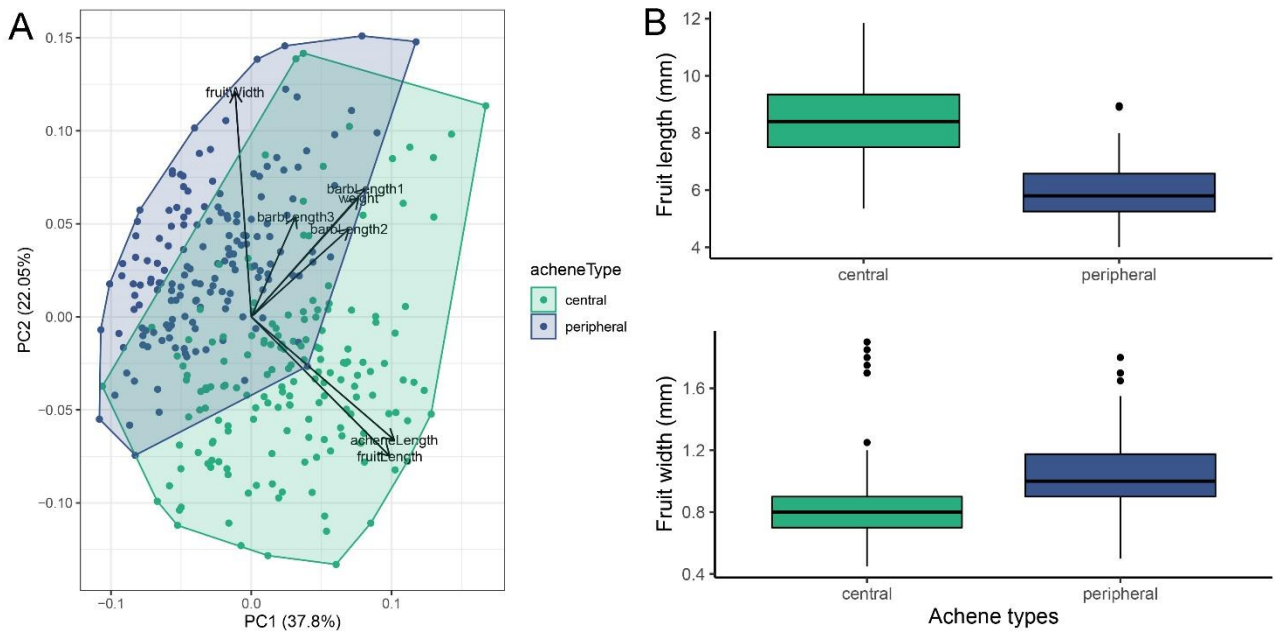 A
PC2 (22.05%)
0.15
0.10
0.05
0.00
−0.05
−0.10
fruitWidth
barbLength1
weight
barbLength3
barbLength2
acheneLength
fruitLength
−0.1
0.0
0.1
PC1 (37.8%)
acheneType
central
peripheral
B
Fruit length (mm)
12
10
8
6
4
central
peripheral
Fruit width (mm)
1.6
1.2
0.8
0.4
central
peripheral
Achene types